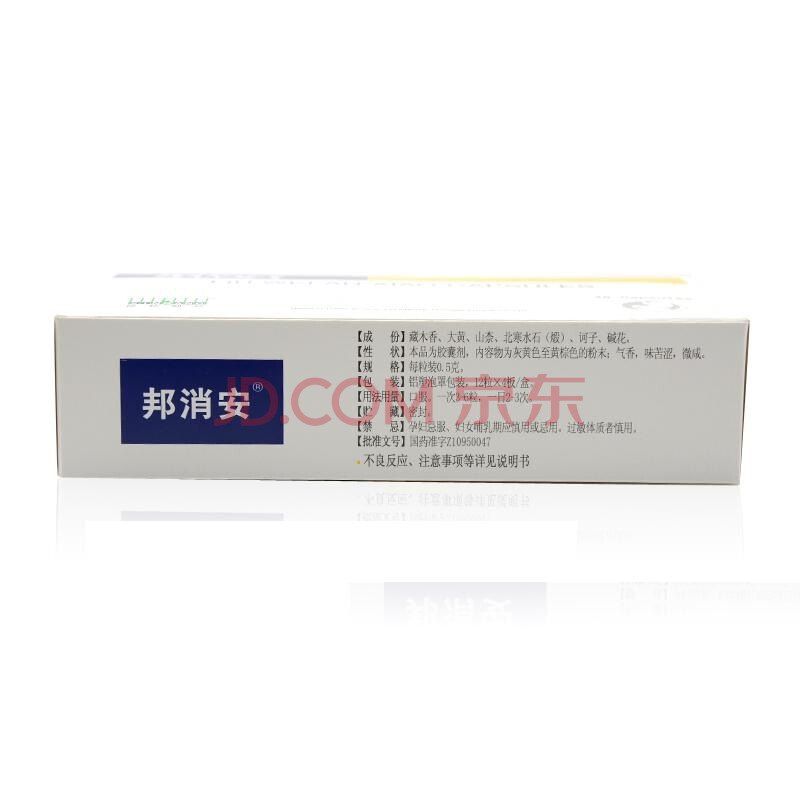 邦消安®
【成 份】藏木香、大黄、山柰、北寒水石（煅）、诃子、碱花。
【性 状】本品为胶囊剂，内容物为灰黄色至黄棕色的粉末；气香，味苦涩，微咸。
【规 格】每粒装0.5克。
【包 装】铝塑泡罩包装，12粒×4板/盒。
【用法用量】口服。一次3-6粒，一日2-3次。
【贮 藏】密封。
【禁 忌】孕妇忌服、妇女哺乳期应慎用或忌用。过敏体质者慎用。
【批准文号】国药准字Z10950047
·不良反应、注意事项等详见说明书
JD.COM京东